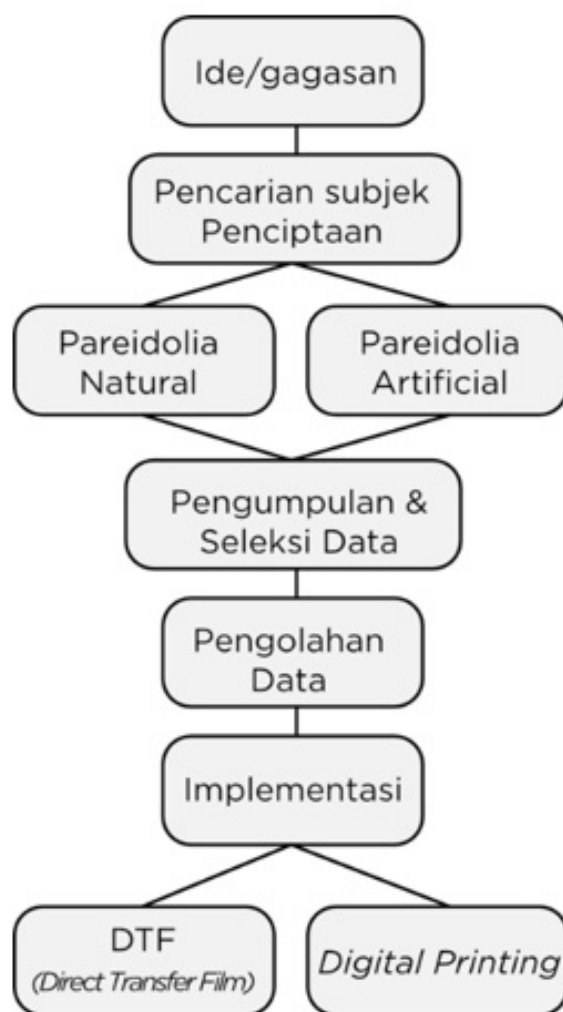 Ide/gagasan
Pencarian subjek
Penciptaan
Pareidolia
Natural
Pareidolia
Artificial
Pengumpulan &
Seleksi Data
Pengolahan
Data
Implementasi
DTF
(Direct Transfer Film)
Digital Printing